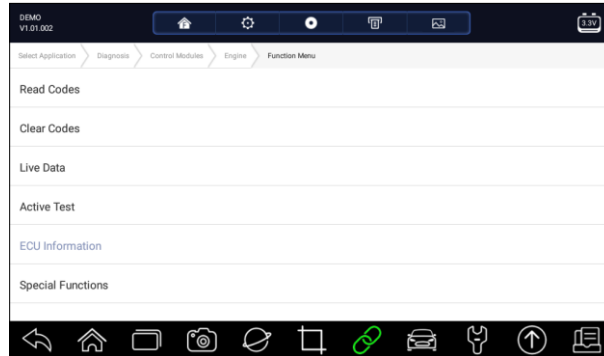 DEMO
V1.01.002
3.3V
Select Application Diagnosis Control Modules Engine Function Menu
Read Codes
Clear Codes
Live Data
Active Test
ECU Information
Special Functions